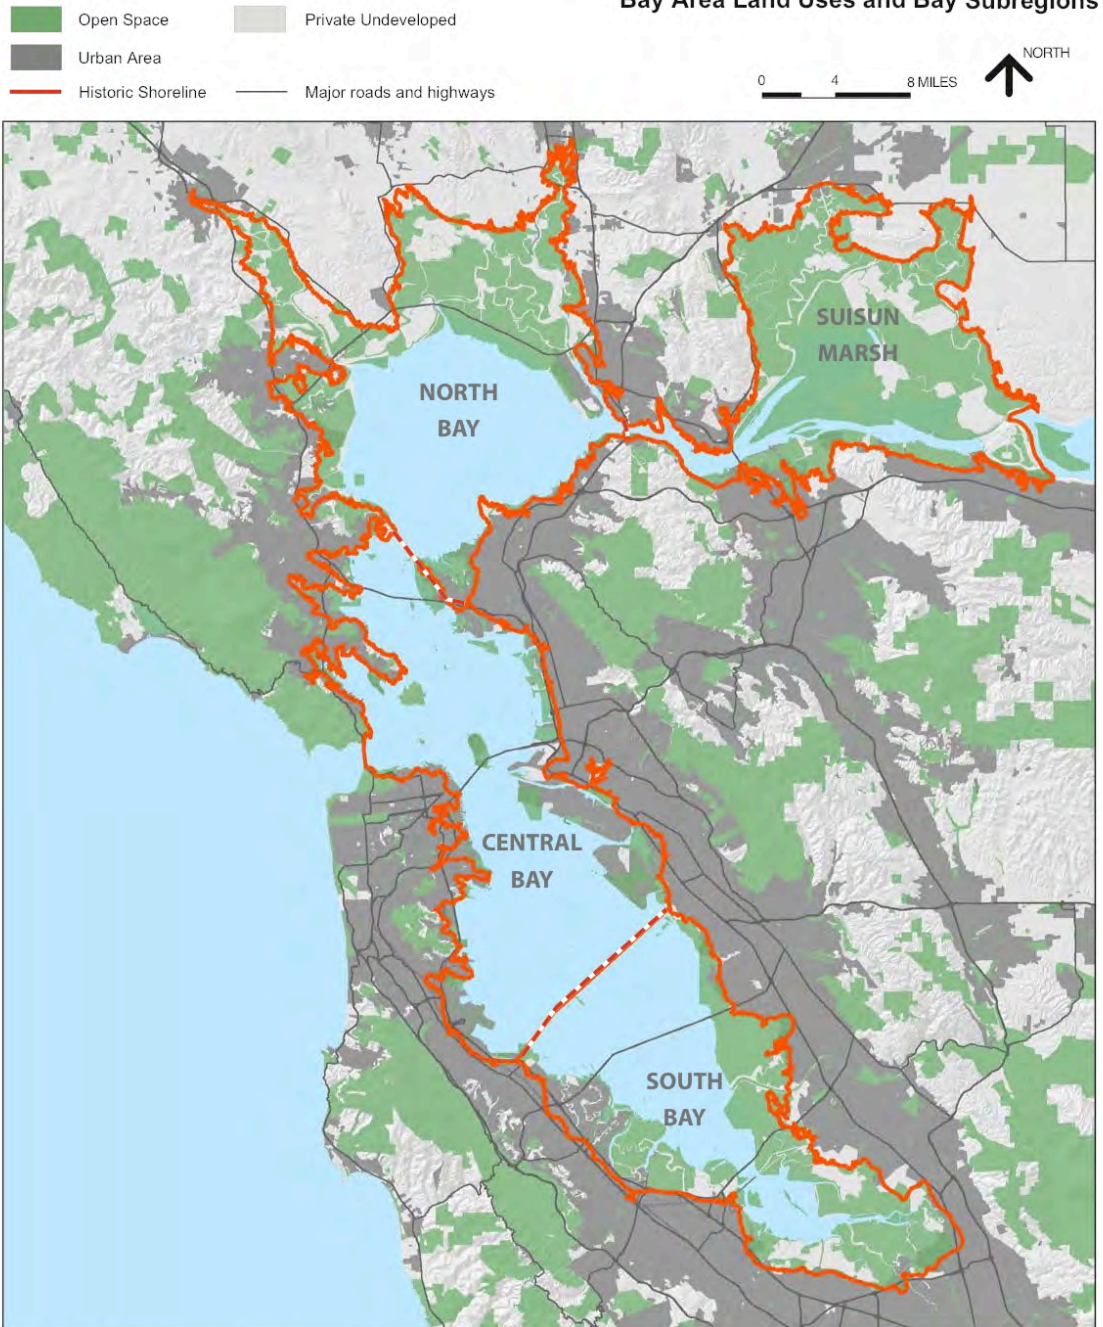 Bay Area Land Uses and Bay Subregions
Open Space
Private Undeveloped
Urban Area
Historic Shoreline
Major roads and highways
0 4 8 MILES
NORTH
SUISUN
MARSH
NORTH
BAY
CENTRAL
BAY
SOUTH
BAY